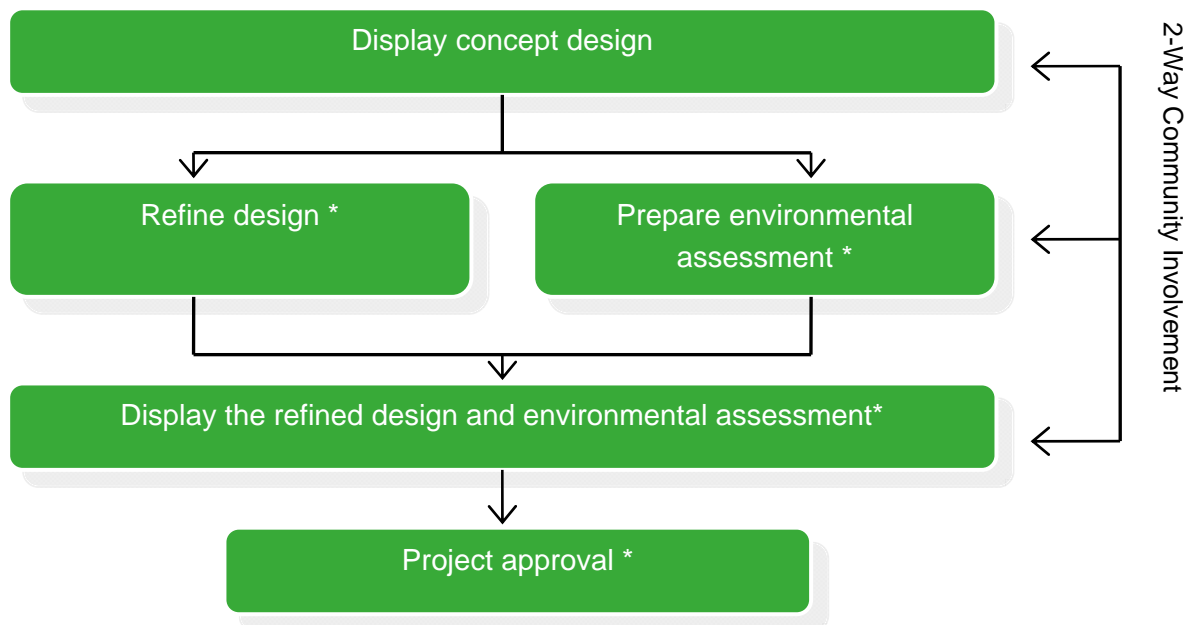 Display concept design
Refine design *
Prepare environmental
assessment *
Display the refined design and environmental assessment*
Project approval *
2-Way Community Involvement